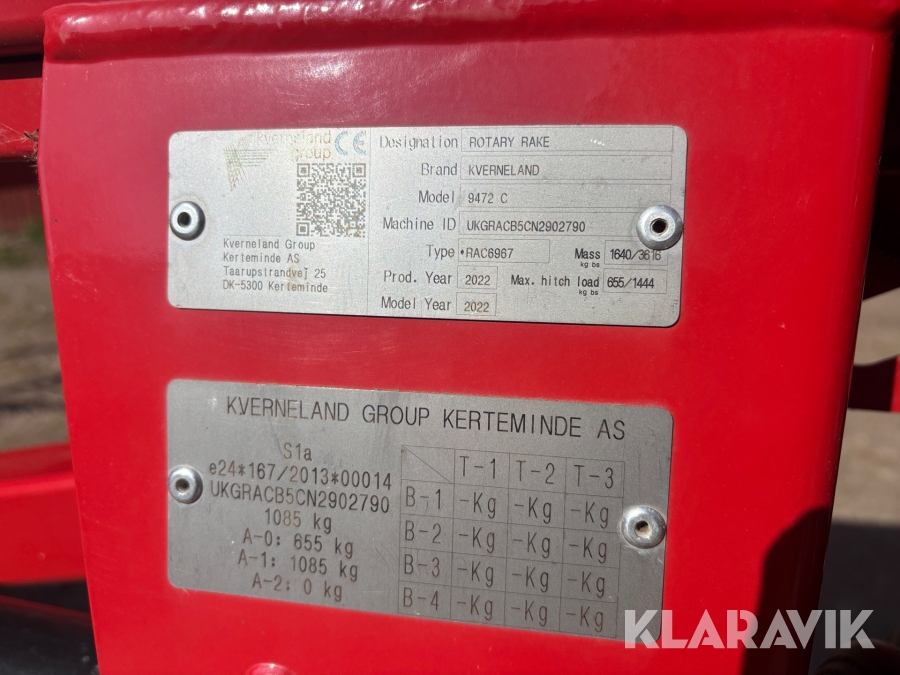 kverneland
group
CE
Kverneland Group
Kerteminde AS
Taarupstrandvej 25
DK-5300 Kerteminde
Designation ROTARY RAKE
Brand KVERNELAND
Model 9472 C
Machine ID UKGRACB5CN2902790
Type *RAC6967 Mass kg lbs 1640/3616
Prod. Year 2022 Max. hitch load kg lbs 655/1444
Model Year 2022
KVERNELAND GROUP KERTEMINDE AS
S1a
e24*167/2013*00014
UKGRACB5CN2902790
1085 kg
A-0: 655 kg
A-1: 1085 kg
A-2: 0 kg
T-1 T-2 T-3
B-1 -Kg -Kg -Kg
B-2 -Kg -Kg -Kg
B-3 -Kg -Kg -Kg
B-4 -Kg -Kg -Kg
KLARAVIK